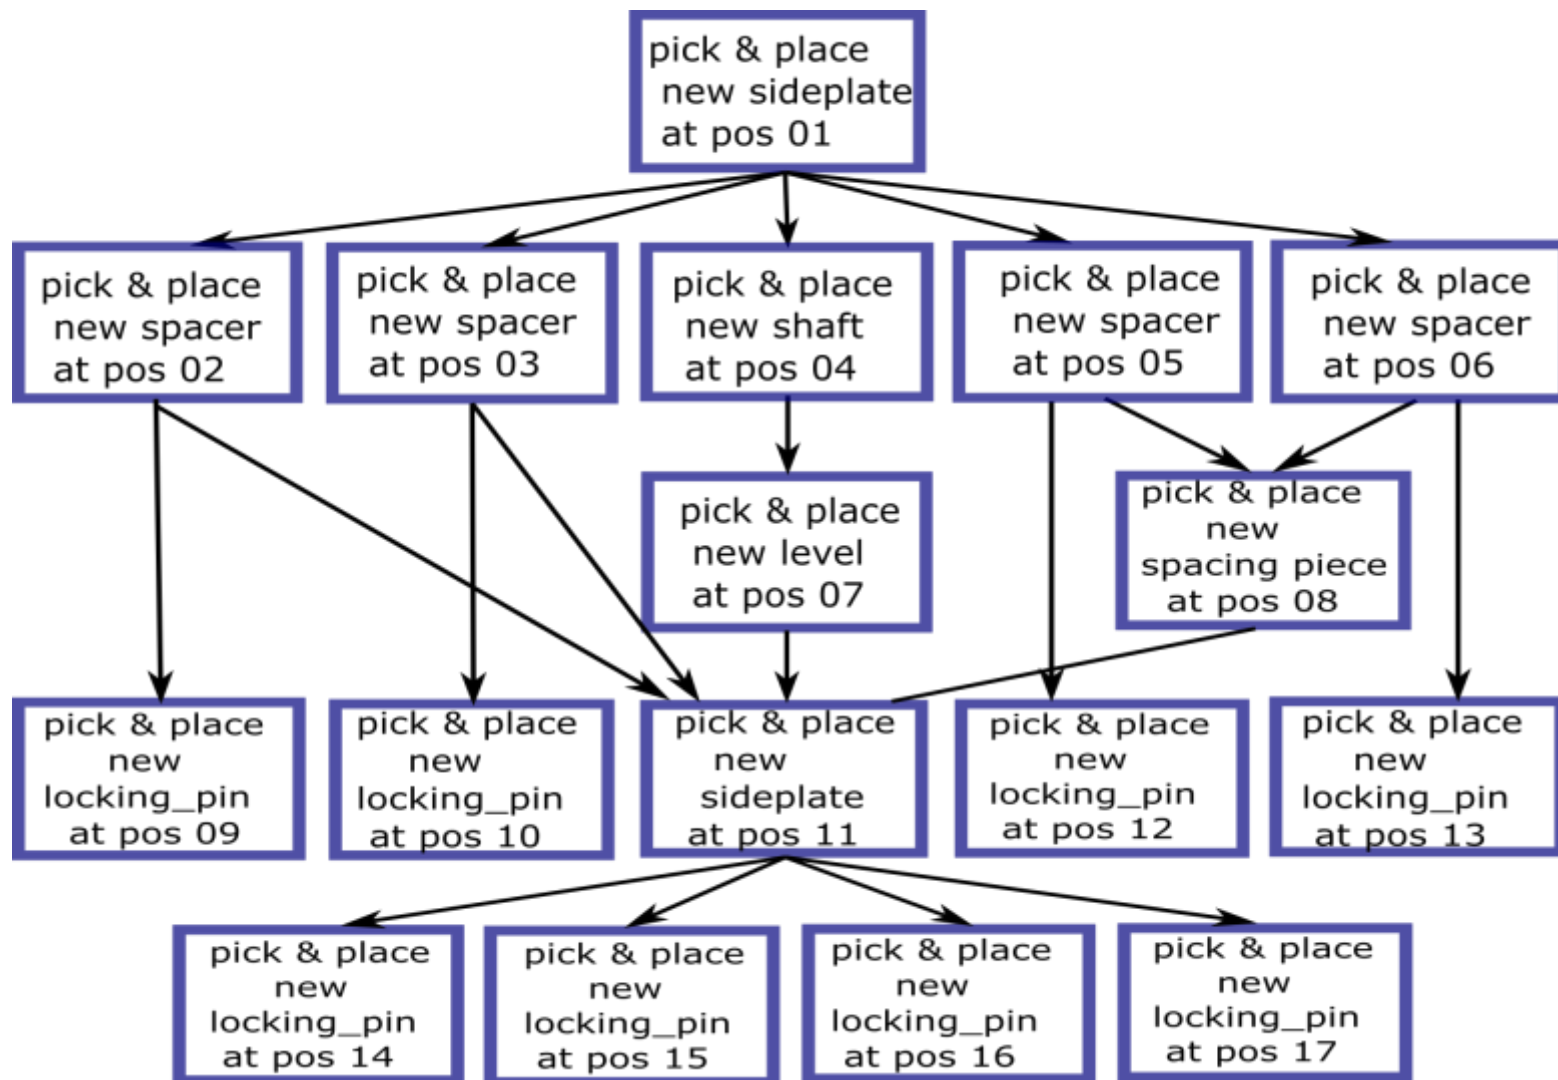 pick & place
new sideplate
at pos 01
pick & place
new spacer
at pos 02
pick & place
new spacer
at pos 03
pick & place
new shaft
at pos 04
pick & place
new spacer
at pos 05
pick & place
new spacer
at pos 06
pick & place
new level
at pos 07
pick & place
new
spacing piece
at pos 08
pick & place
new
locking_pin
at pos 09
pick & place
new
locking_pin
at pos 10
pick & place
new
sideplate
at pos 11
pick & place
new
locking_pin
at pos 12
pick & place
new
locking_pin
at pos 13
pick & place
new
locking_pin
at pos 14
pick & place
new
locking_pin
at pos 15
pick & place
new
locking_pin
at pos 16
pick & place
new
locking_pin
at pos 17